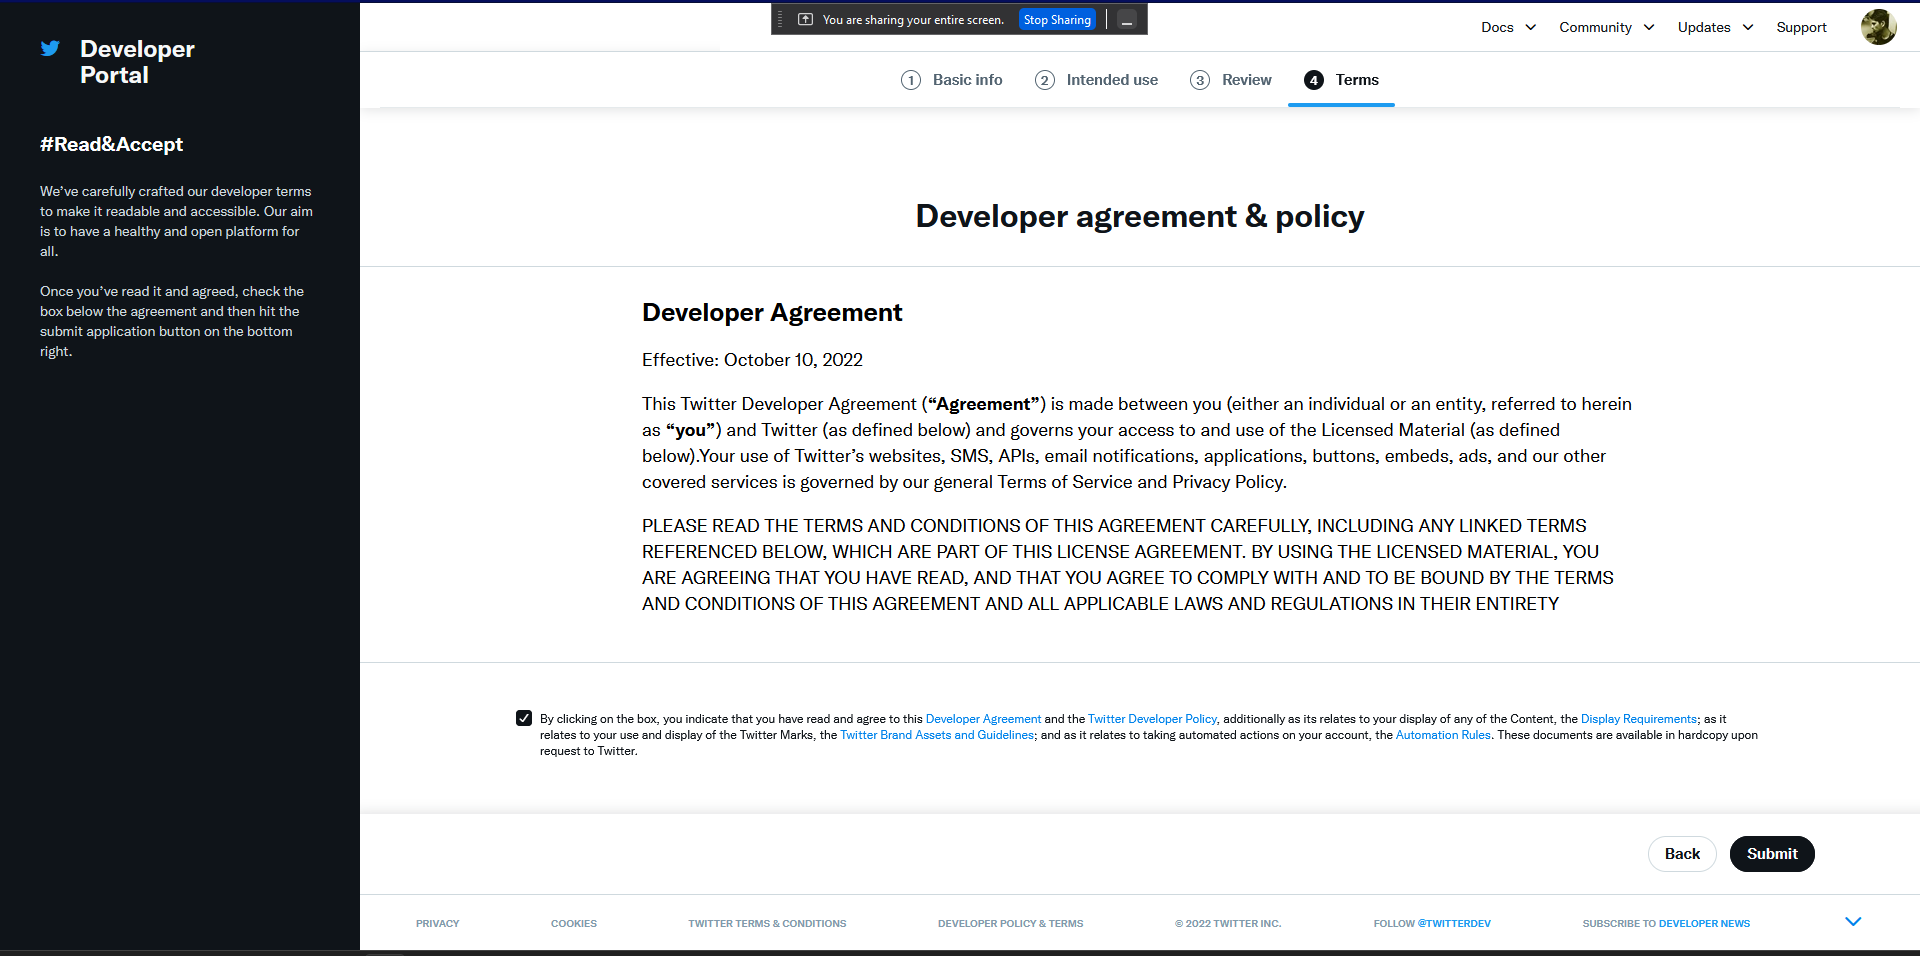 You are sharing your entire screen.
Stop Sharing
Developer
Portal
Docs
Community
Updates
Support
1 Basic info
2 Intended use
3 Review
4 Terms
#Read&Accept
We’ve carefully crafted our developer terms
to make it readable and accessible. Our aim
is to have a healthy and open platform for
all.
Once you’ve read it and agreed, check the
box below the agreement and then hit the
submit application button on the bottom
right.
Developer agreement & policy
Developer Agreement
Effective: October 10, 2022
This Twitter Developer Agreement (“Agreement”) is made between you (either an individual or an entity, referred to herein
as “you”) and Twitter (as defined below) and governs your access to and use of the Licensed Material (as defined
below).Your use of Twitter’s websites, SMS, APIs, email notifications, applications, buttons, embeds, ads, and our other
covered services is governed by our general Terms of Service and Privacy Policy.
PLEASE READ THE TERMS AND CONDITIONS OF THIS AGREEMENT CAREFULLY, INCLUDING ANY LINKED TERMS
REFERENCED BELOW, WHICH ARE PART OF THIS LICENSE AGREEMENT. BY USING THE LICENSED MATERIAL, YOU
ARE AGREEING THAT YOU HAVE READ, AND THAT YOU AGREE TO COMPLY WITH AND TO BE BOUND BY THE TERMS
AND CONDITIONS OF THIS AGREEMENT AND ALL APPLICABLE LAWS AND REGULATIONS IN THEIR ENTIRETY
By clicking on the box, you indicate that you have read and agree to this Developer Agreement and the Twitter Developer Policy, additionally as its relates to your display of any of the Content, the Display Requirements; as it
relates to your use and display of the Twitter Marks, the Twitter Brand Assets and Guidelines; and as it relates to taking automated actions on your account, the Automation Rules. These documents are available in hardcopy upon
request to Twitter.
Back
Submit
PRIVACY
COOKIES
TWITTER TERMS & CONDITIONS
DEVELOPER POLICY & TERMS
© 2022 TWITTER INC.
FOLLOW @TWITTERDEV
SUBSCRIBE TO DEVELOPER NEWS